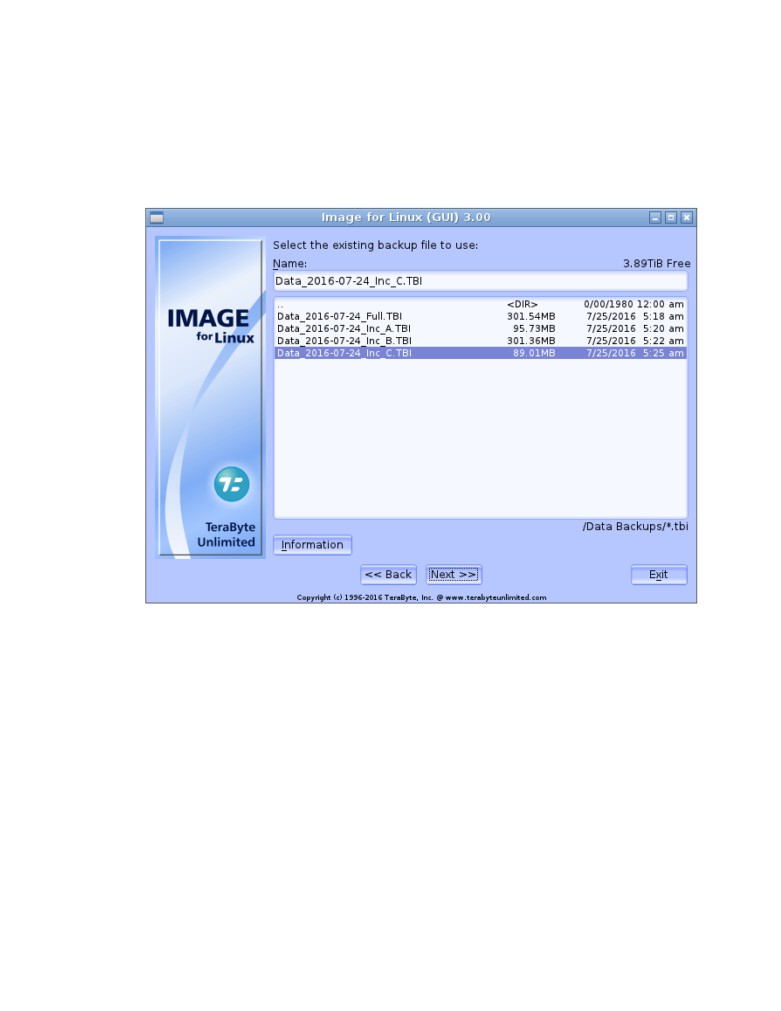 Image for Linux (GUI) 3.00
Select the existing backup file to use:
Name: 3.89TiB Free
Data_2016-07-24_Inc_C.TBI
.. <DIR> 0/00/1980 12:00 am
Data_2016-07-24_Full.TBI 301.54MB 7/25/2016 5:18 am
Data_2016-07-24_Inc_A.TBI 95.73MB 7/25/2016 5:20 am
Data_2016-07-24_Inc_B.TBI 301.36MB 7/25/2016 5:22 am
Data_2016-07-24_Inc_C.TBI 89.01MB 7/25/2016 5:25 am
IMAGE
for Linux
TeraByte
Unlimited
/Data Backups/*.tbi
Information
<< Back Next >> Exit
Copyright (c) 1996-2016 TeraByte, Inc. @ www.terabyteunlimited.com